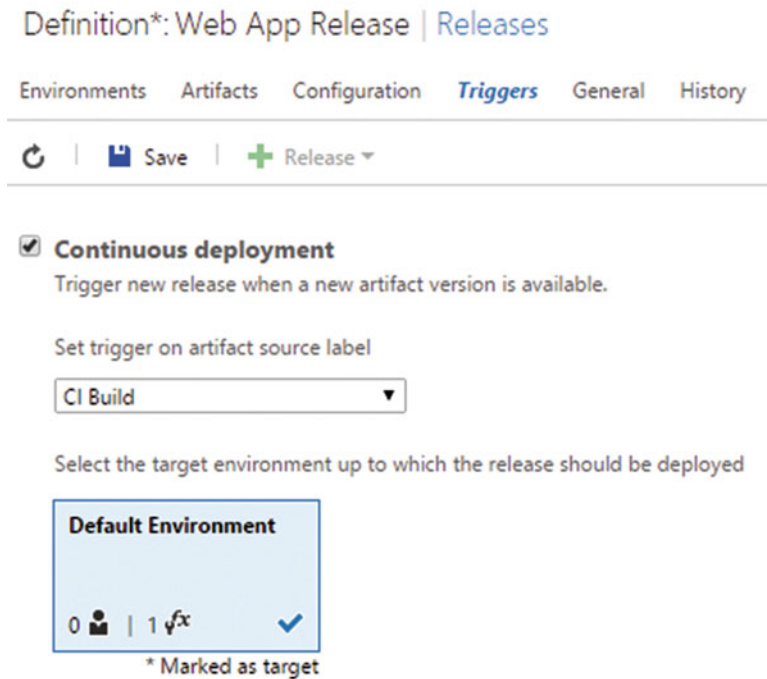 Definition*: Web App Release | Releases
Environments Artifacts Configuration Triggers General History
Save Release
Continuous deployment
Trigger new release when a new artifact version is available.
Set trigger on artifact source label
CI Build
Select the target environment up to which the release should be deployed
Default Environment
0 | 1 fx
* Marked as target